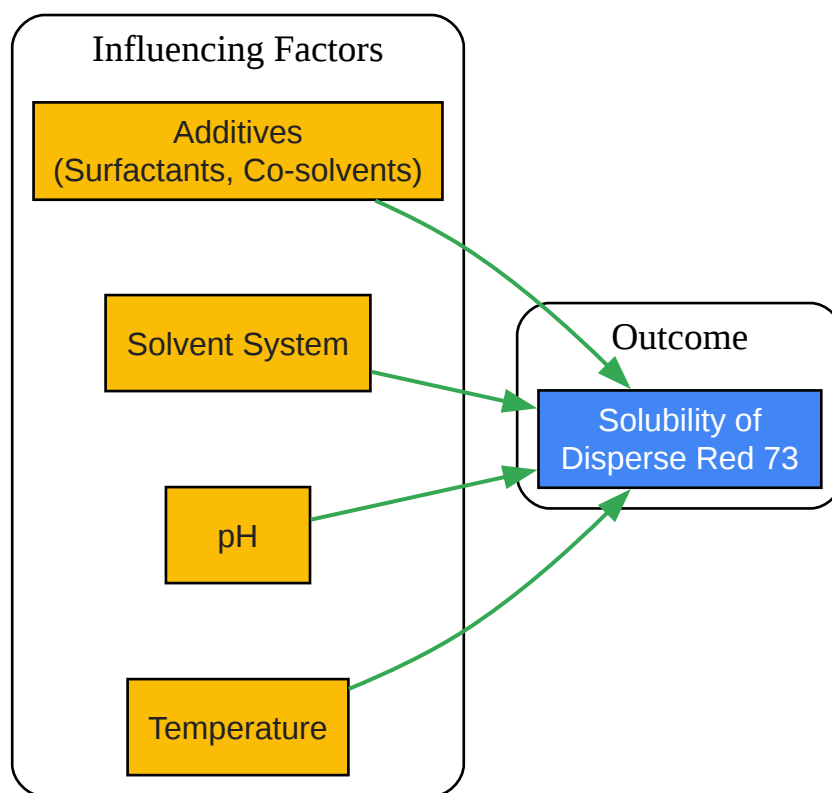 Influencing Factors
Additives
(Surfactants, Co-solvents)
Solvent System
pH
Temperature
Outcome
Solubility of
Disperse Red 73